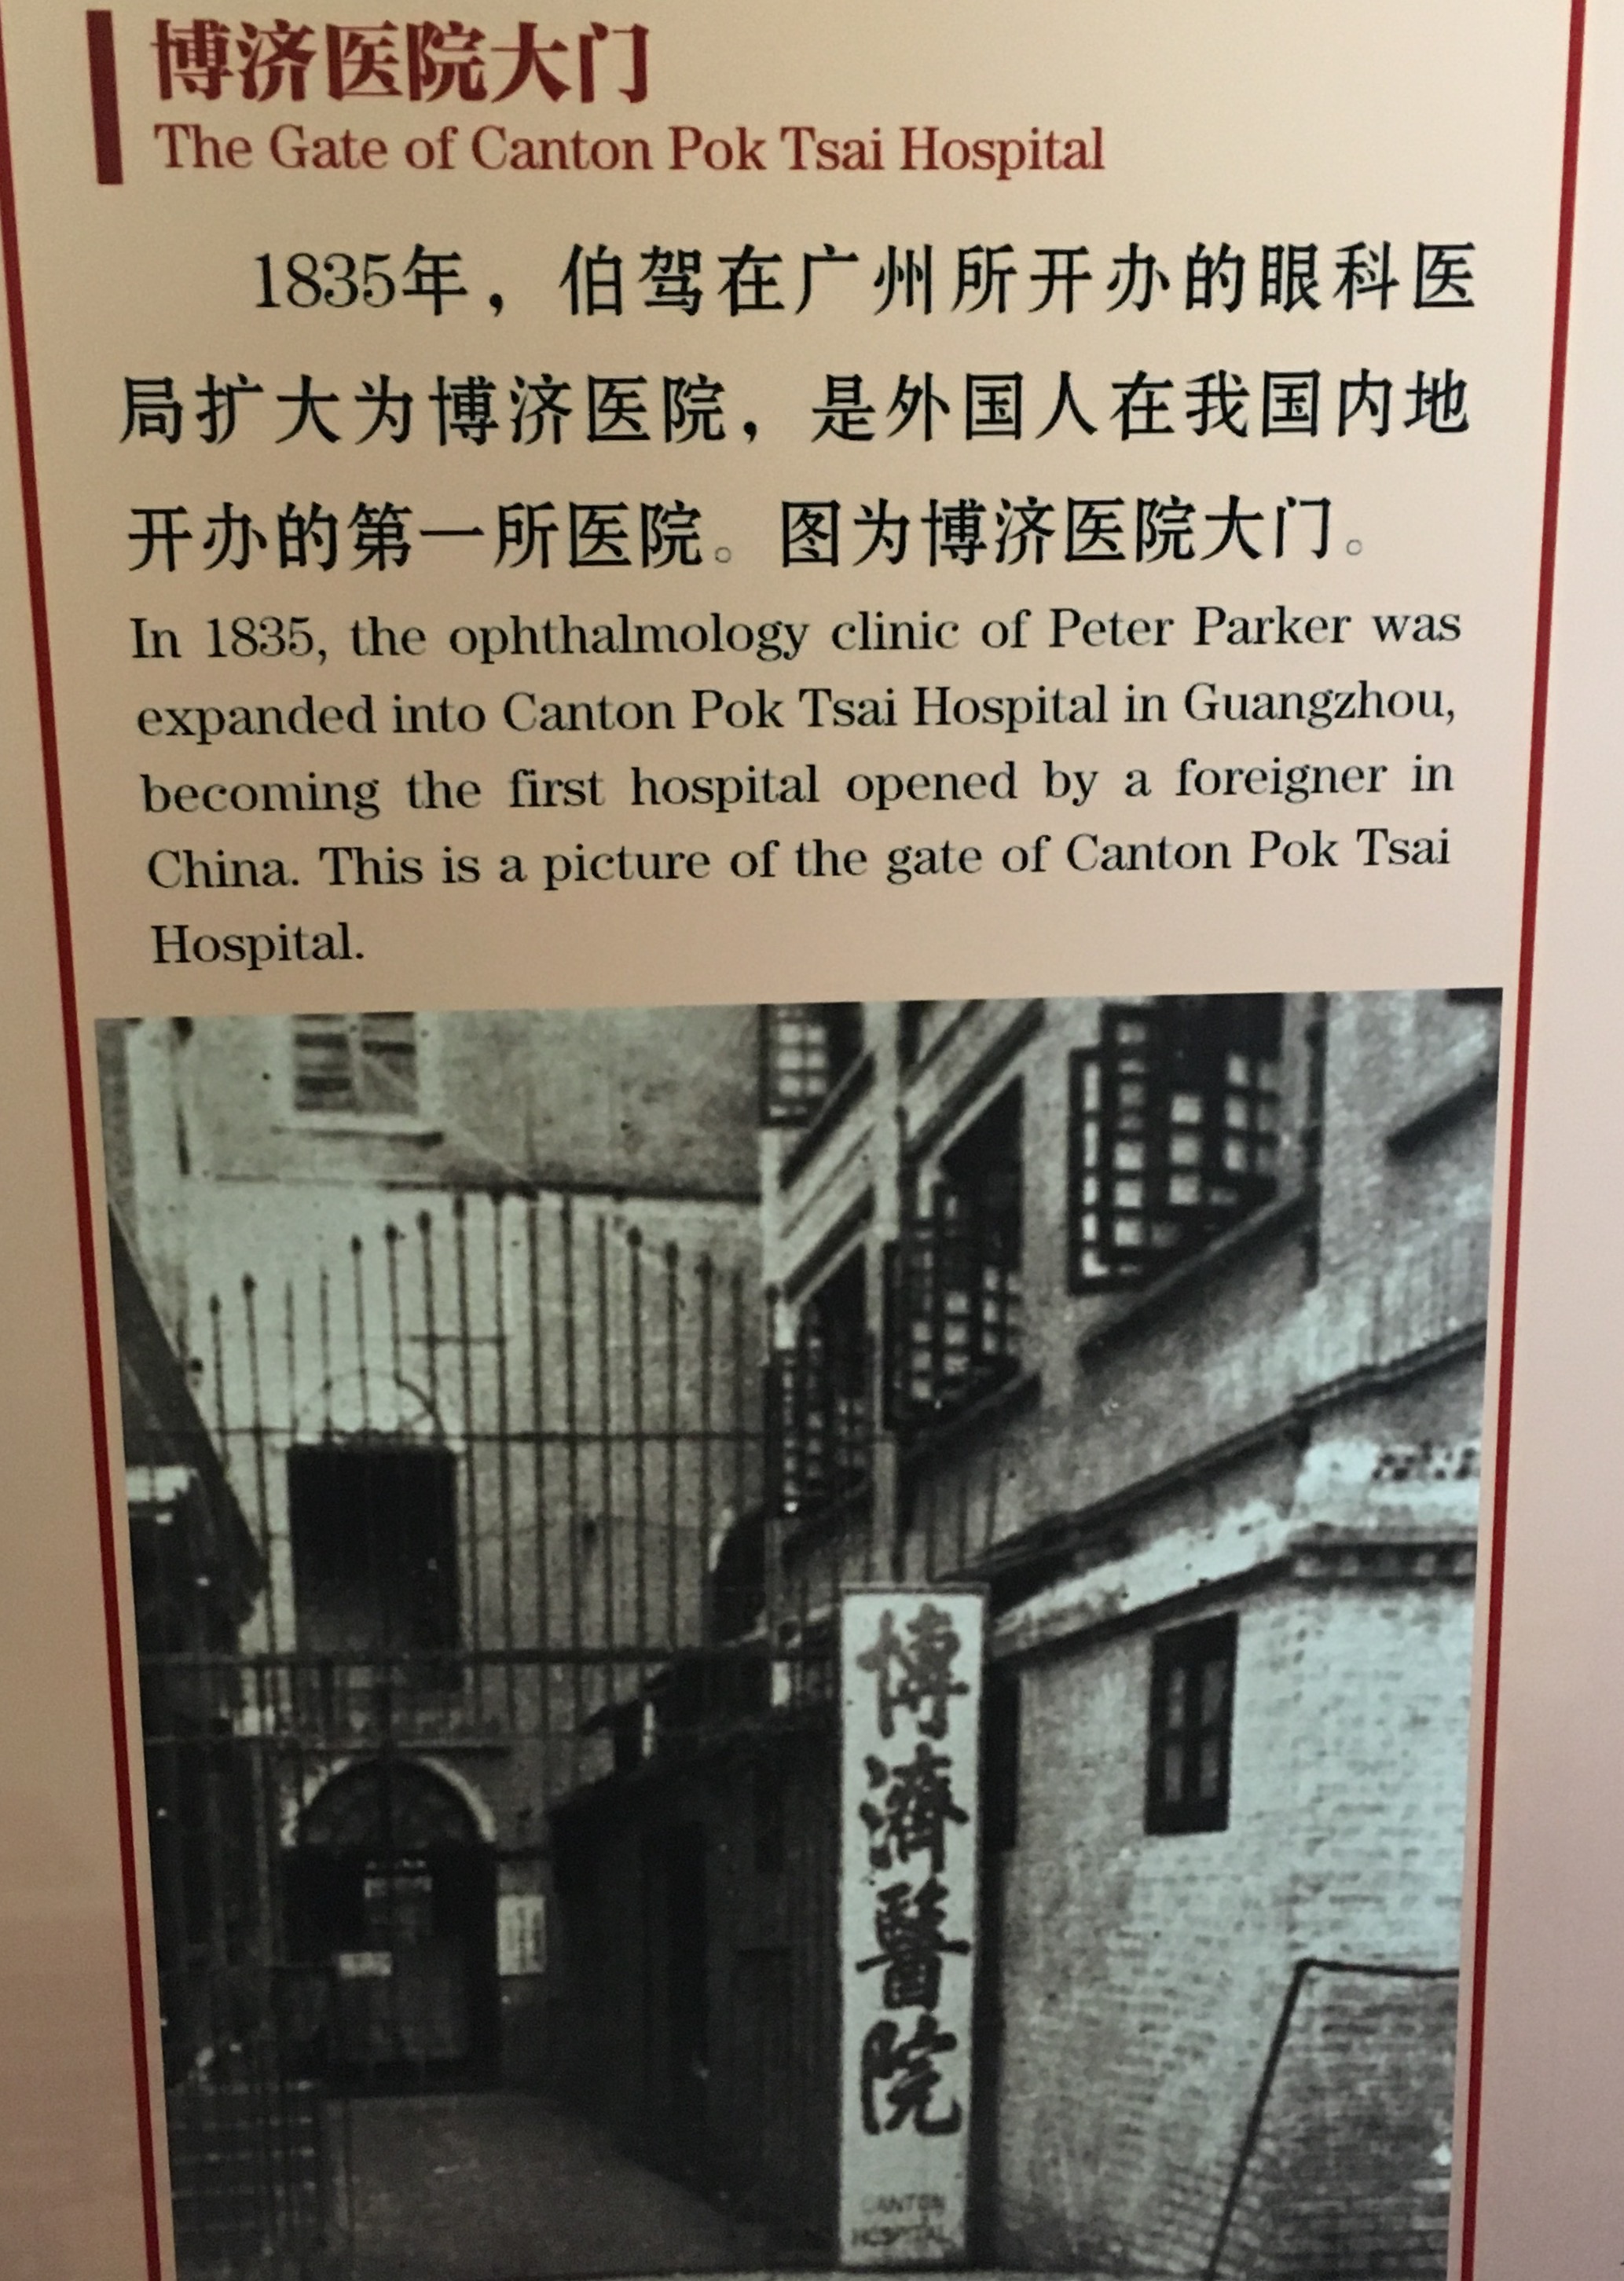 博济医院大门
The Gate of Canton Pok Tsai Hospital
1835年，伯驾在广州所开办的眼科医
局扩大为博济医院，是外国人在我国内地
开办的第一所医院。图为博济医院大门。
In 1835, the ophthalmology clinic of Peter Parker was
expanded into Canton Pok Tsai Hospital in Guangzhou,
becoming the first hospital opened by a foreigner in
China. This is a picture of the gate of Canton Pok Tsai
Hospital.
博濟醫院
CANTON
HOSPITAL